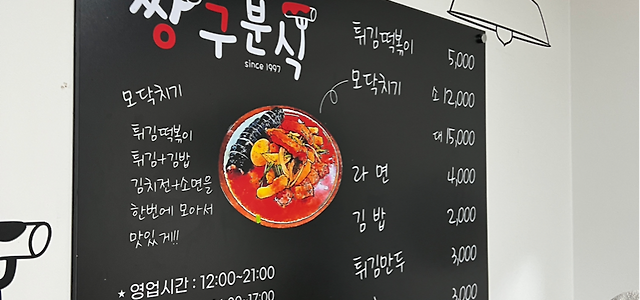 짱구분식
since 1997
모닥치기
튀김떡볶이
튀김+김밥
김치전+소면을
한번에 모아서
맛있게!!
★ 영업시간 : 12:00~21:00
튀김떡볶이 5,000
모닥치기 소 12,000
대 15,000
라면 4,000
김밥 2,000
튀김만두 3,000
3,000